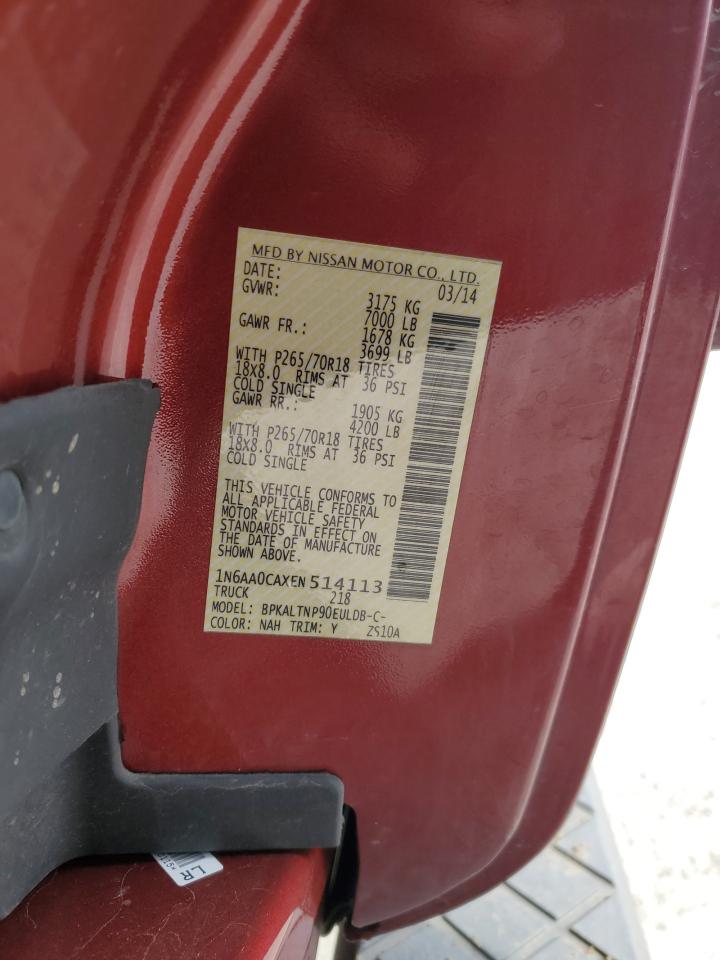 MFD BY NISSAN MOTOR CO., LTD.
DATE: 03/14
GVWR: 3175 KG
7000 LB
GAWR FR.: 1678 KG
3699 LB
WITH P265/70R18 TIRES
18X8.0 RIMS AT 36 PSI
COLD SINGLE
GAWR RR.: 1905 KG
4200 LB
WITH P265/70R18 TIRES
18X8.0 RIMS AT 36 PSI
COLD SINGLE
THIS VEHICLE CONFORMS TO
ALL APPLICABLE FEDERAL
MOTOR VEHICLE SAFETY
STANDARDS IN EFFECT ON
THE DATE OF MANUFACTURE
SHOWN ABOVE.
1N6AA0CAXEN514113
TRUCK 218
MODEL: BPKALTNP90EULDB-C-
COLOR: NAH TRIM: Y ZS10A
LR